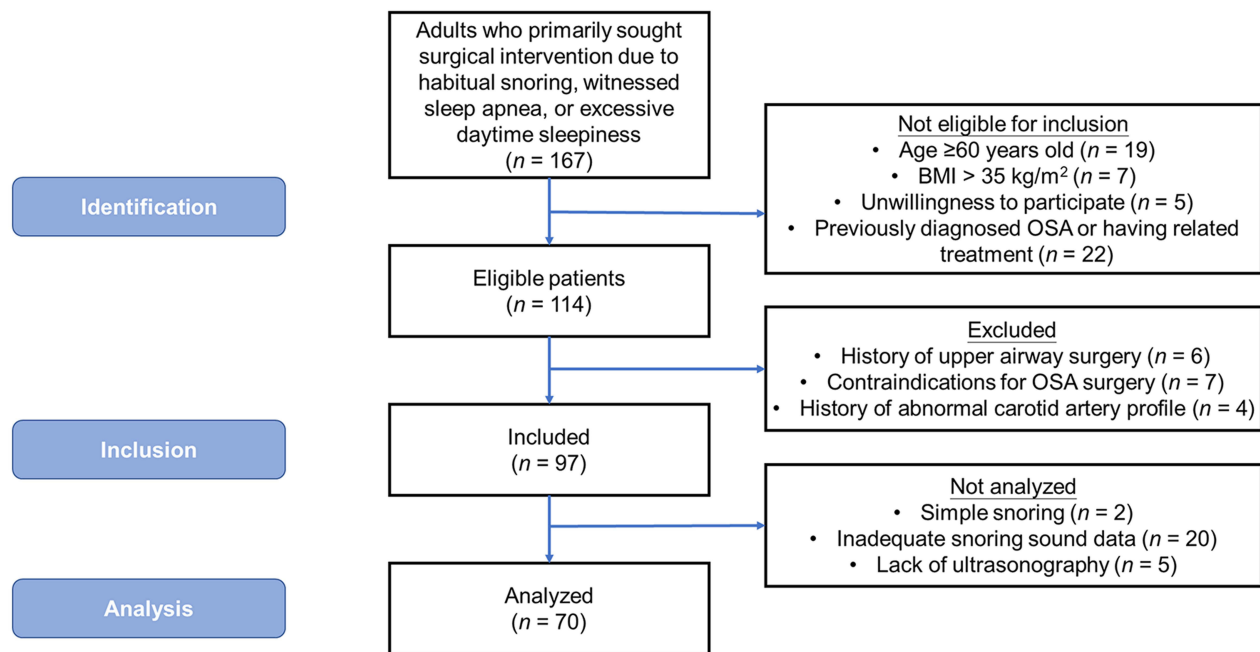 Adults who primarily sought
surgical intervention due to
habitual snoring, witnessed
sleep apnea, or excessive
daytime sleepiness
(n = 167)
Identification
Not eligible for inclusion
• Age ≥60 years old (n = 19)
• BMI > 35 kg/m² (n = 7)
• Unwillingness to participate (n = 5)
• Previously diagnosed OSA or having related
treatment (n = 22)
Eligible patients
(n = 114)
Excluded
• History of upper airway surgery (n = 6)
• Contraindications for OSA surgery (n = 7)
• History of abnormal carotid artery profile (n = 4)
Inclusion
Included
(n = 97)
Not analyzed
• Simple snoring (n = 2)
• Inadequate snoring sound data (n = 20)
• Lack of ultrasonography (n = 5)
Analysis
Analyzed
(n = 70)